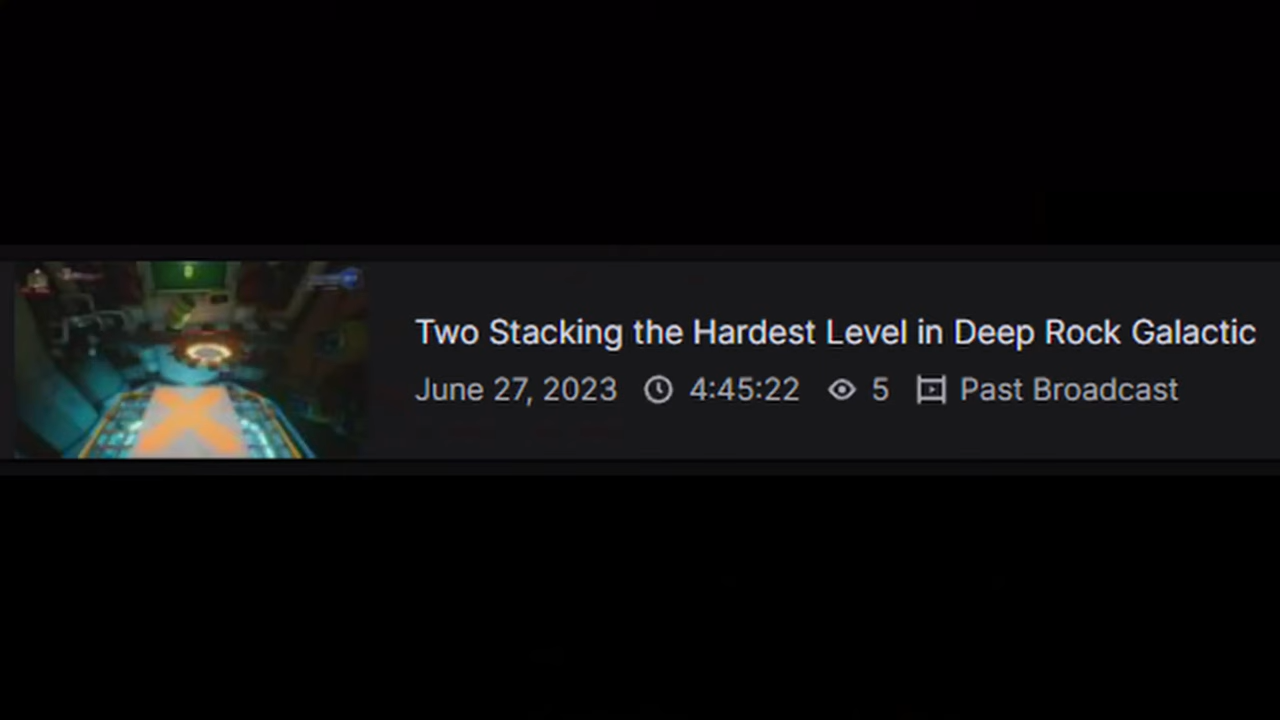 Two Stacking the Hardest Level in Deep Rock Galactic
June 27, 2023 4:45:22 5 Past Broadcast